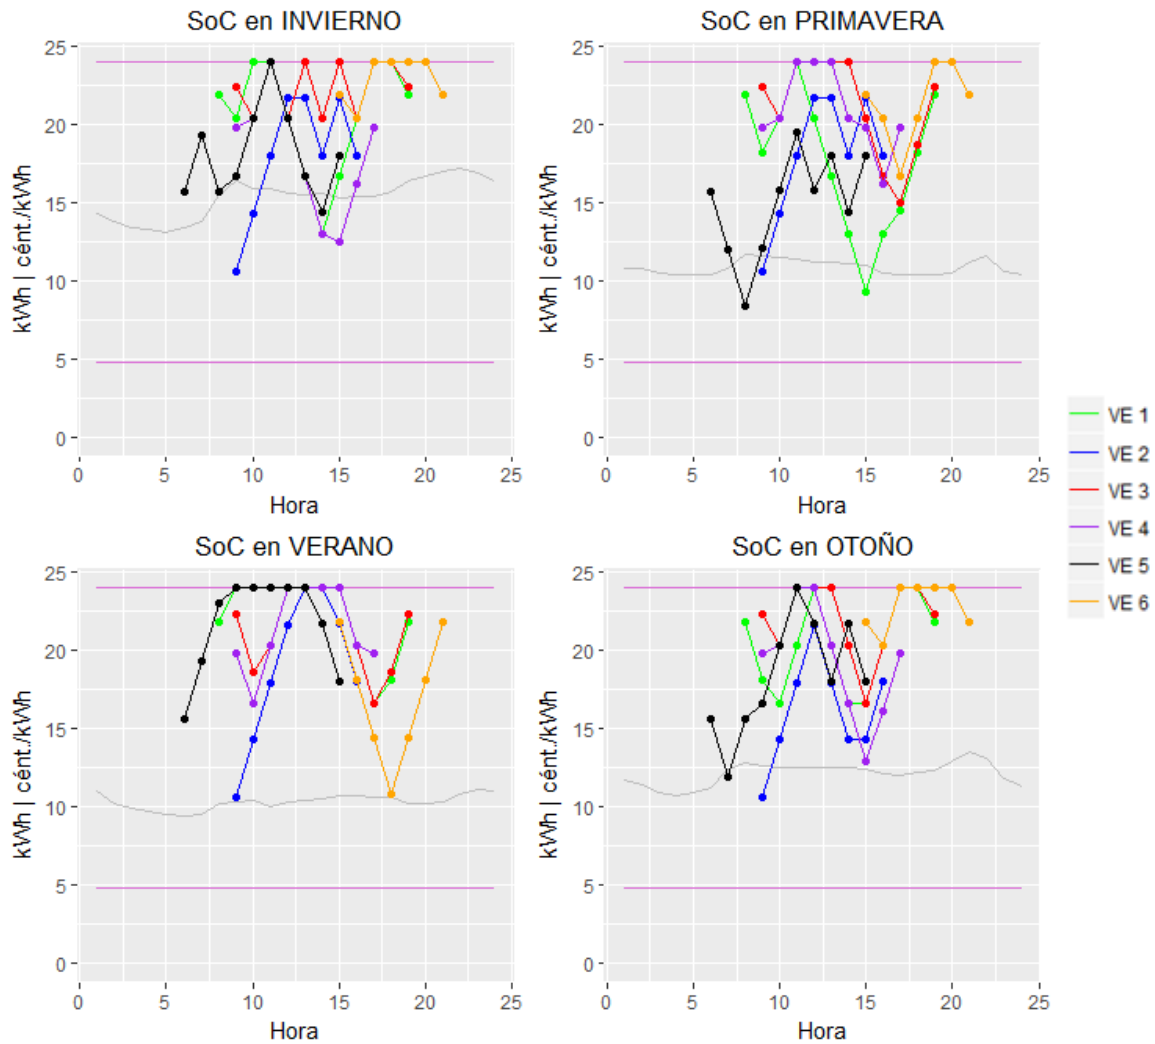 SoC en INVIERNO
25
20
15
10
5
0
kWh | cént./kWh
0 5 10 15 20 25
Hora
SoC en PRIMAVERA
25
20
15
10
5
0
kWh | cént./kWh
0 5 10 15 20 25
Hora
SoC en VERANO
25
20
15
10
5
0
kWh | cént./kWh
0 5 10 15 20 25
Hora
SoC en OTOÑO
25
20
15
10
5
0
kWh | cént./kWh
0 5 10 15 20 25
Hora
VE 1
VE 2
VE 3
VE 4
VE 5
VE 6